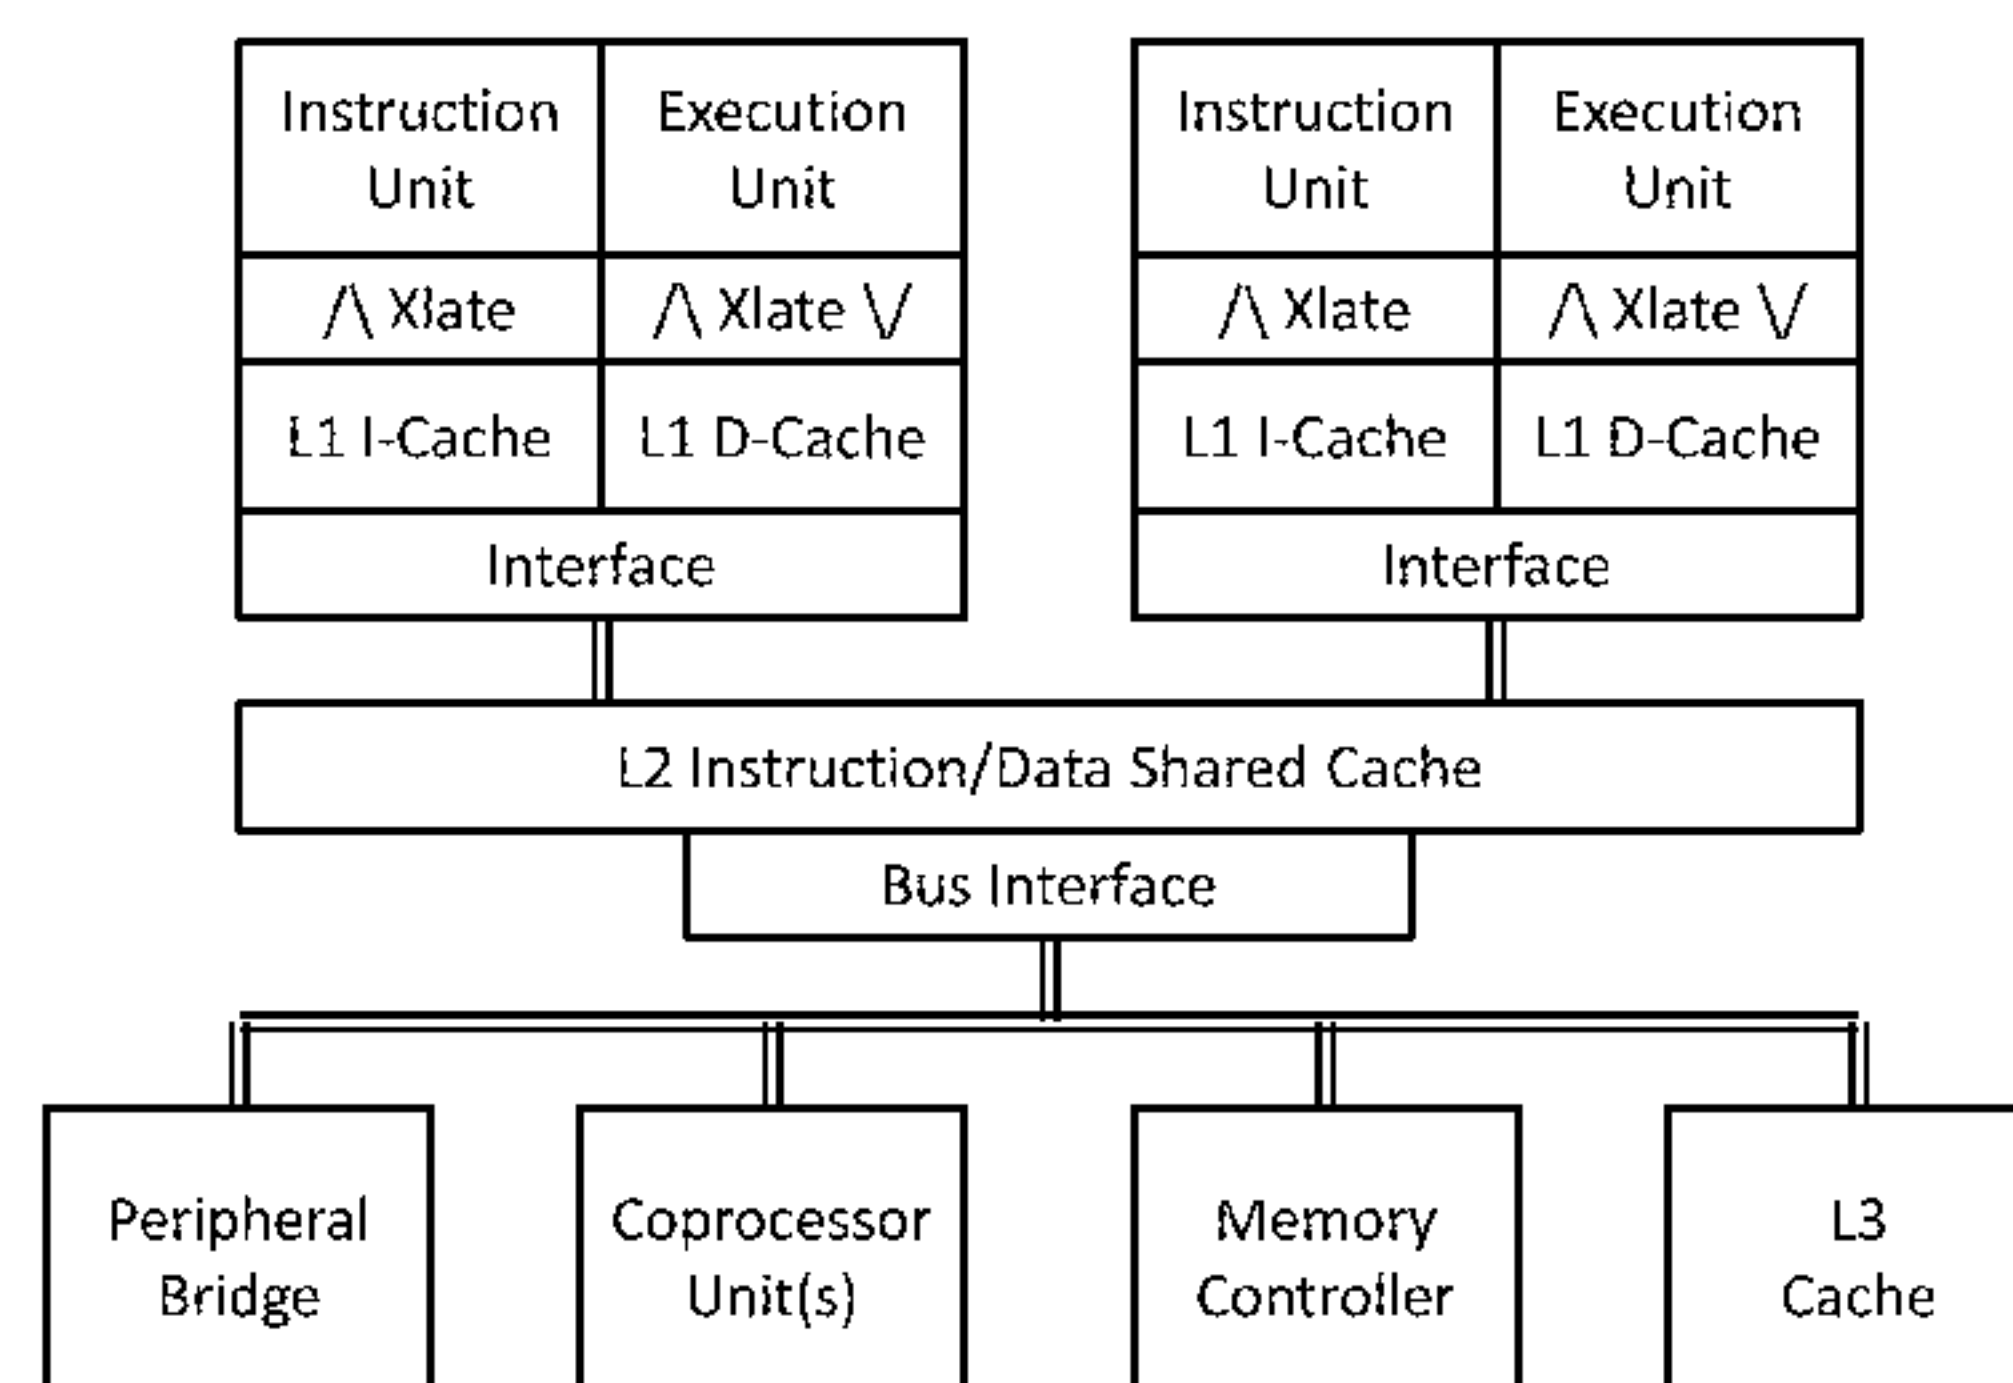 Instruction
Unit
Execution
Unit
Instruction
Unit
Execution
Unit
/\ Xlate
/\ Xlate \/
/\ Xlate
/\ Xlate \/
L1 I-Cache
L1 D-Cache
L1 I-Cache
L1 D-Cache
Interface
Interface
L2 Instruction/Data Shared Cache
Bus Interface
Peripheral
Bridge
Coprocessor
Unit(s)
Memory
Controller
L3
Cache